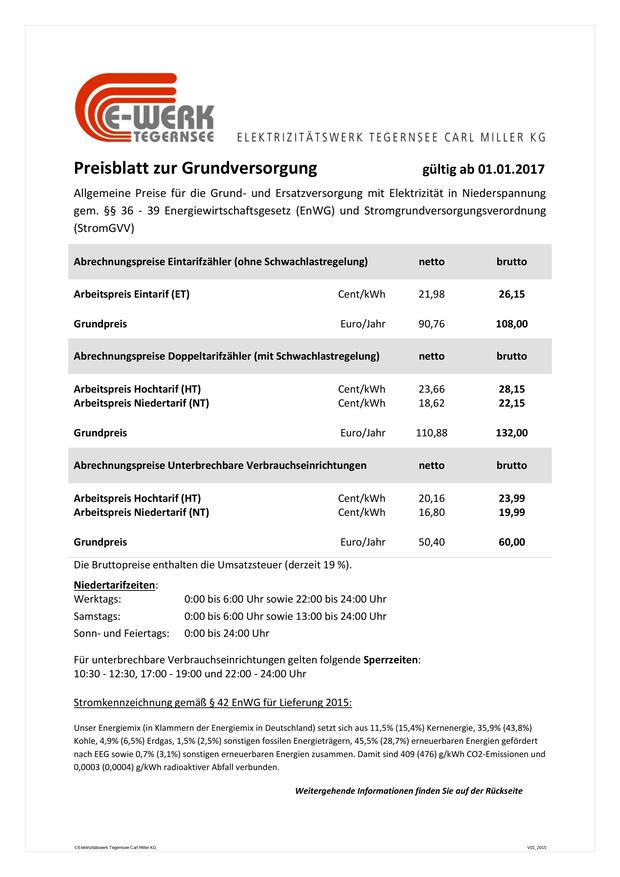 E-WERK
TEGERNSEE
ELEKTRIZITÄTSWERK TEGERNSEE CARL MILLER KG
Preisblatt zur Grundversorgung gültig ab 01.01.2017
Allgemeine Preise für die Grund- und Ersatzversorgung mit Elektrizität in Niederspannung
gem. §§ 36 - 39 Energiewirtschaftsgesetz (EnWG) und Stromgrundversorgungsverordnung
(StromGVV)
Abrechnungspreise Eintarifzähler (ohne Schwachlastregelung) netto brutto
Arbeitspreis Eintarif (ET) Cent/kWh 21,98 26,15
Grundpreis Euro/Jahr 90,76 108,00
Abrechnungspreise Doppeltarifzähler (mit Schwachlastregelung) netto brutto
Arbeitspreis Hochtarif (HT) Cent/kWh 23,66 28,15
Arbeitspreis Niedertarif (NT) Cent/kWh 18,62 22,15
Grundpreis Euro/Jahr 110,88 132,00
Abrechnungspreise Unterbrechbare Verbrauchseinrichtungen netto brutto
Arbeitspreis Hochtarif (HT) Cent/kWh 20,16 23,99
Arbeitspreis Niedertarif (NT) Cent/kWh 16,80 19,99
Grundpreis Euro/Jahr 50,40 60,00
Die Bruttopreise enthalten die Umsatzsteuer (derzeit 19 %).
Niedertarifzeiten:
Werktags: 0:00 bis 6:00 Uhr sowie 22:00 bis 24:00 Uhr
Samstags: 0:00 bis 6:00 Uhr sowie 13:00 bis 24:00 Uhr
Sonn- und Feiertags: 0:00 bis 24:00 Uhr
Für unterbrechbare Verbrauchseinrichtungen gelten folgende Sperrzeiten:
10:30 - 12:30, 17:00 - 19:00 und 22:00 - 24:00 Uhr
Stromkennzeichnung gemäß § 42 EnWG für Lieferung 2015:
Unser Energiemix (in Klammern der Energiemix in Deutschland) setzt sich aus 11,5% (15,4%) Kernenergie, 35,9% (43,8%)
Kohle, 4,9% (6,5%) Erdgas, 1,5% (2,5%) sonstigen fossilen Energieträgern, 45,5% (28,7%) erneuerbaren Energien gefördert
nach EEG sowie 0,7% (3,1%) sonstigen erneuerbaren Energien zusammen. Damit sind 409 (476) g/kWh CO2-Emissionen und
0,0003 (0,0004) g/kWh radioaktiver Abfall verbunden.
Weitergehende Informationen finden Sie auf der Rückseite
©Elektrizitätswerk Tegernsee Carl Miller KG V01_2015